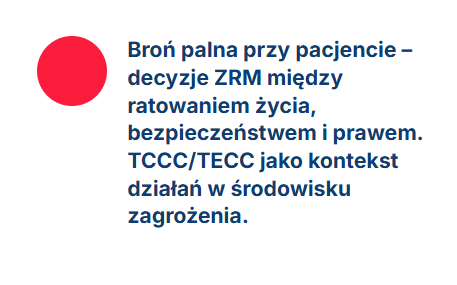 Broń palna przy pacjencie –
decyzje ZRM między
ratowaniem życia,
bezpieczeństwem i prawem.
TCCC/TECC jako kontekst
działań w środowisku
zagrożenia.